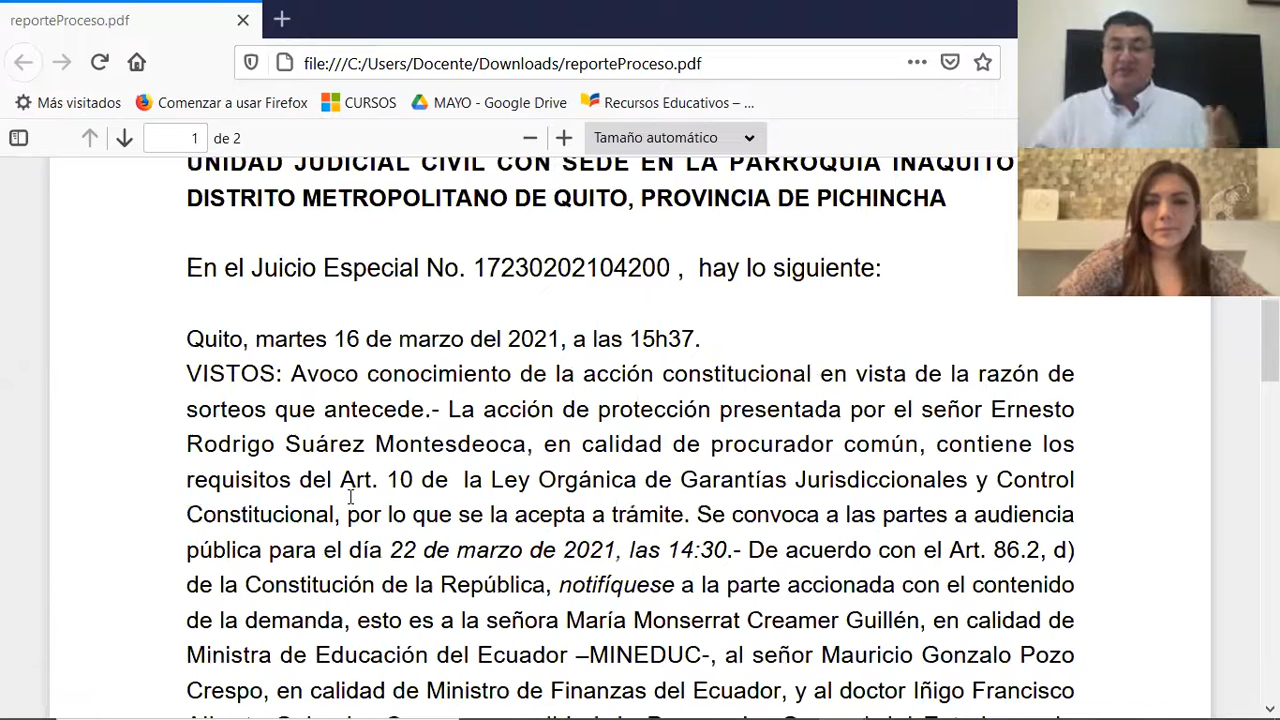 reporteProceso.pdf
file:///C:/Users/Docente/Downloads/reporteProceso.pdf
Más visitados Comenzar a usar Firefox CURSOS MAYO - Google Drive Recursos Educativos – ...
1 de 2 Tamaño automático
UNIDAD JUDICIAL CIVIL CON SEDE EN LA PARROQUIA IÑAQUITO
DISTRITO METROPOLITANO DE QUITO, PROVINCIA DE PICHINCHA
En el Juicio Especial No. 17230202104200 , hay lo siguiente:
Quito, martes 16 de marzo del 2021, a las 15h37.
VISTOS: Avoco conocimiento de la acción constitucional en vista de la razón de
sorteos que antecede.- La acción de protección presentada por el señor Ernesto
Rodrigo Suárez Montesdeoca, en calidad de procurador común, contiene los
requisitos del Art. 10 de la Ley Orgánica de Garantías Jurisdiccionales y Control
Constitucional, por lo que se la acepta a trámite. Se convoca a las partes a audiencia
pública para el día 22 de marzo de 2021, las 14:30.- De acuerdo con el Art. 86.2, d)
de la Constitución de la República, notifíquese a la parte accionada con el contenido
de la demanda, esto es a la señora María Monserrat Creamer Guillén, en calidad de
Ministra de Educación del Ecuador –MINEDUC-, al señor Mauricio Gonzalo Pozo
Crespo, en calidad de Ministro de Finanzas del Ecuador, y al doctor Iñigo Francisco